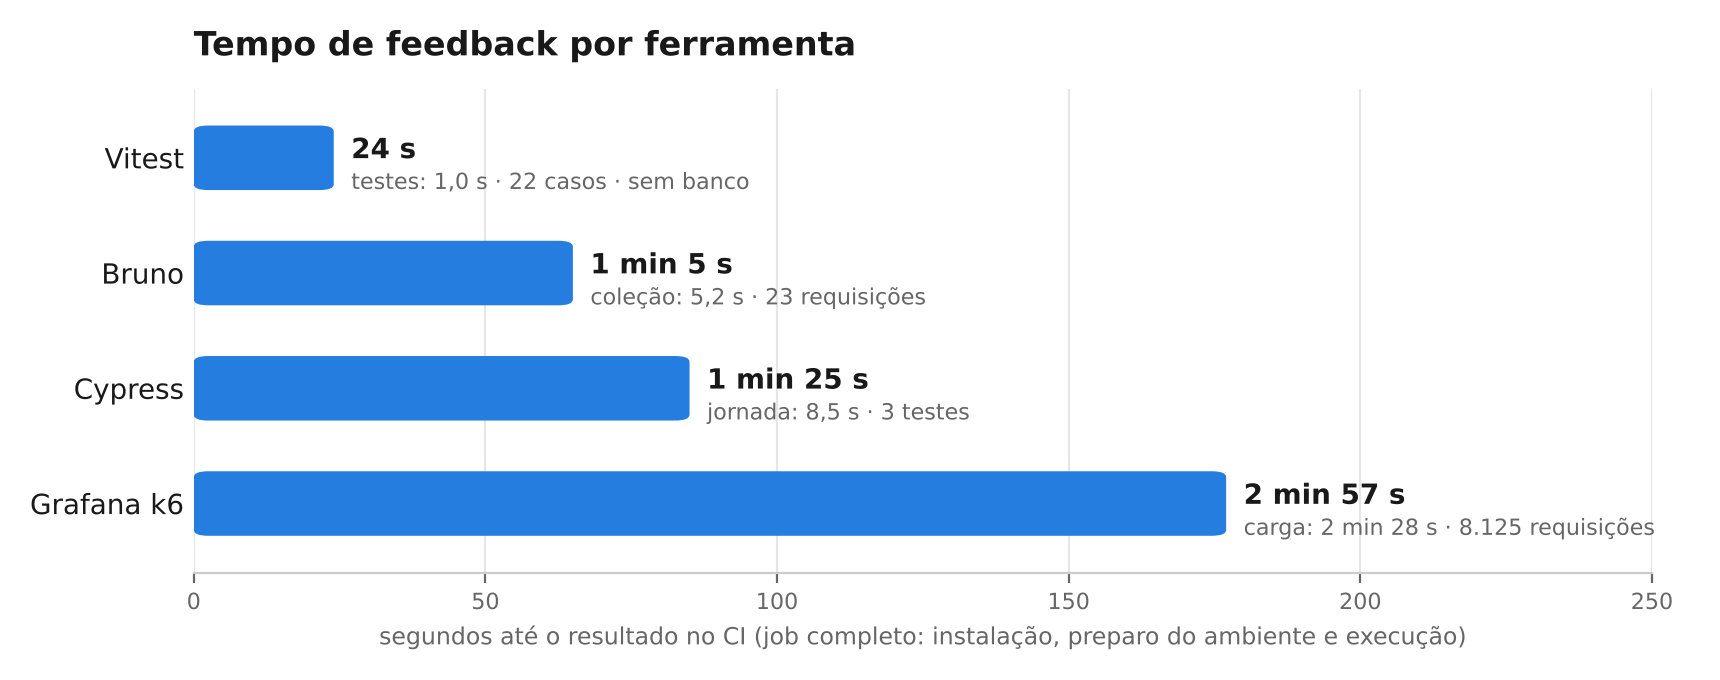 Tempo de feedback por ferramenta
Vitest
24 s
testes: 1,0 s · 22 casos · sem banco
Bruno
1 min 5 s
coleção: 5,2 s · 23 requisições
Cypress
1 min 25 s
jornada: 8,5 s · 3 testes
Grafana k6
2 min 57 s
carga: 2 min 28 s · 8.125 requisições
0 50 100 150 200 250
segundos até o resultado no CI (job completo: instalação, preparo do ambiente e execução)